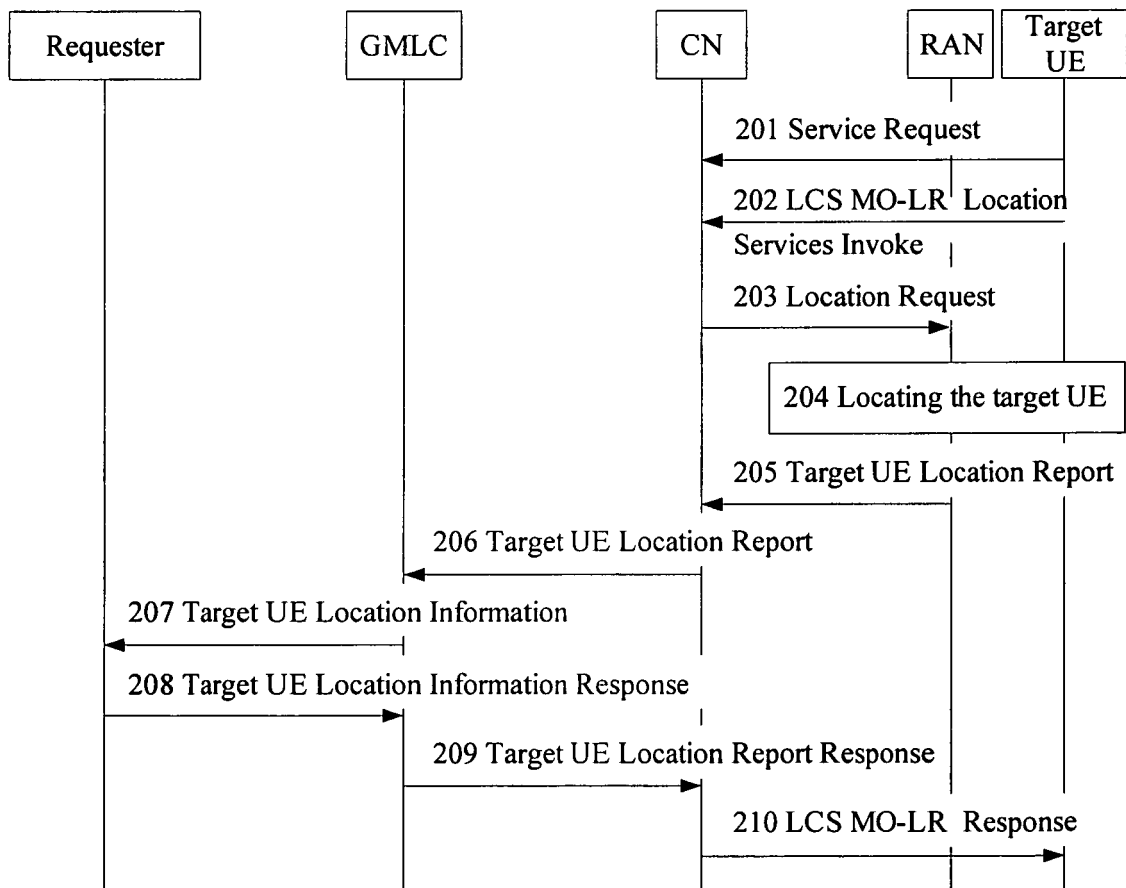 Requester
GMLC
CN
RAN
Target
UE
201 Service Request
202 LCS MO-LR Location
Services Invoke
203 Location Request
204 Locating the target UE
205 Target UE Location Report
206 Target UE Location Report
207 Target UE Location Information
208 Target UE Location Information Response
209 Target UE Location Report Response
210 LCS MO-LR Response